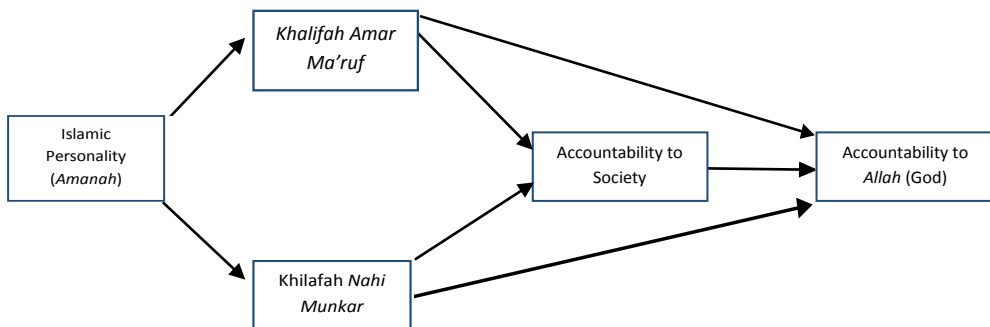 Khalifah Amar
Ma’ruf
Islamic
Personality
(Amanah)
Accountability to
Society
Accountability to
Allah (God)
Khilafah Nahi
Munkar